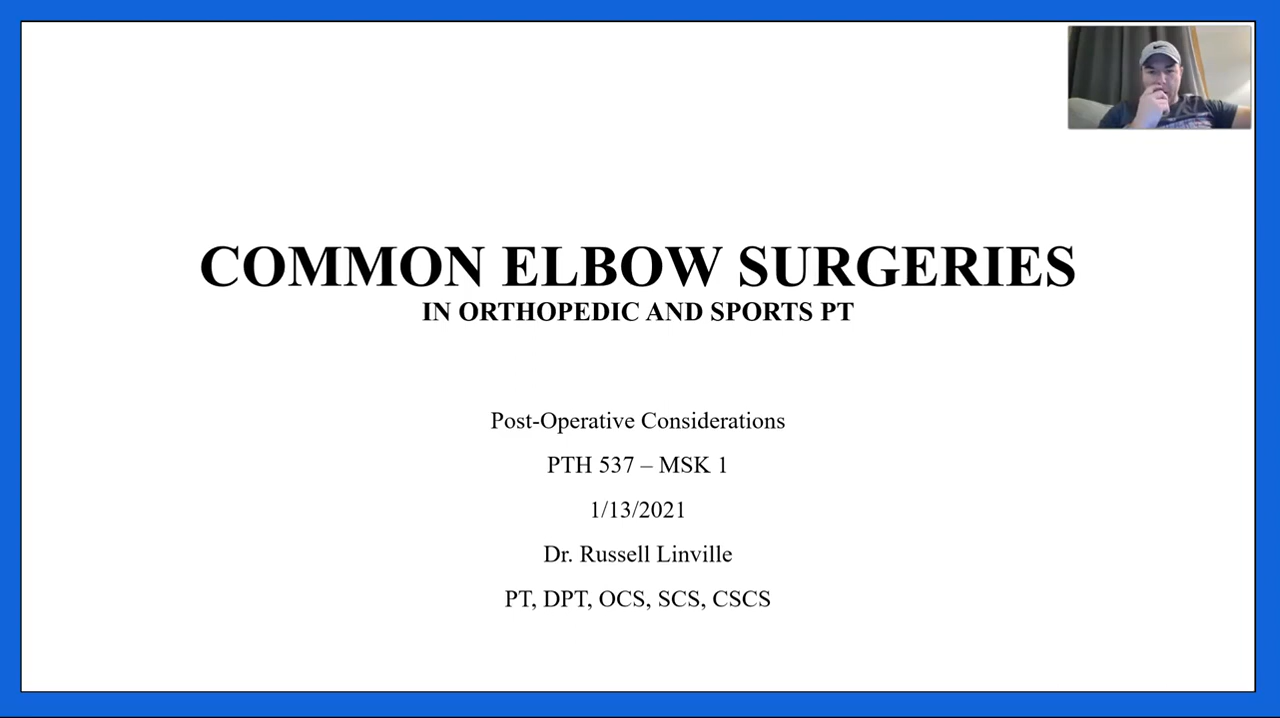 COMMON ELBOW SURGERIES
IN ORTHOPEDIC AND SPORTS PT
Post-Operative Considerations
PTH 537 – MSK 1
1/13/2021
Dr. Russell Linville
PT, DPT, OCS, SCS, CSCS